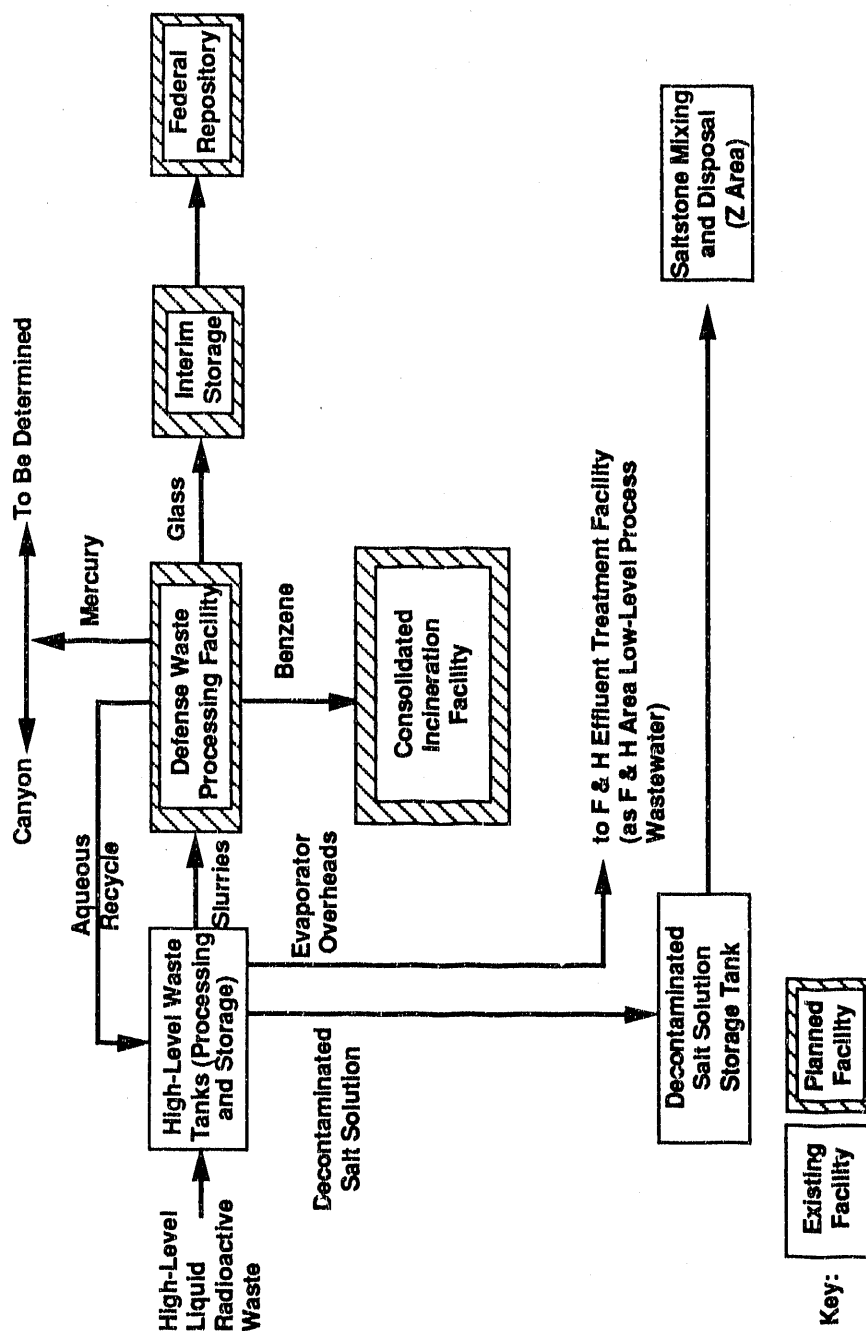 Canyon
To Be Determined
Mercury
Aqueous
Recycle
High-Level
Liquid
Radioactive
Waste
High-Level Waste
Tanks (Processing
and Storage)
Slurries
Defense Waste
Processing Facility
Glass
Interim
Storage
Federal
Repository
Benzene
Consolidated
Incineration
Facility
Evaporator
Overheads
to F & H Effluent Treatment Facility
(as F & H Area Low-Level Process
Wastewater)
Decontaminated
Salt Solution
Decontaminated
Salt Solution
Storage Tank
Saltstone Mixing
and Disposal
(Z Area)
Key:
Existing
Facility
Planned
Facility